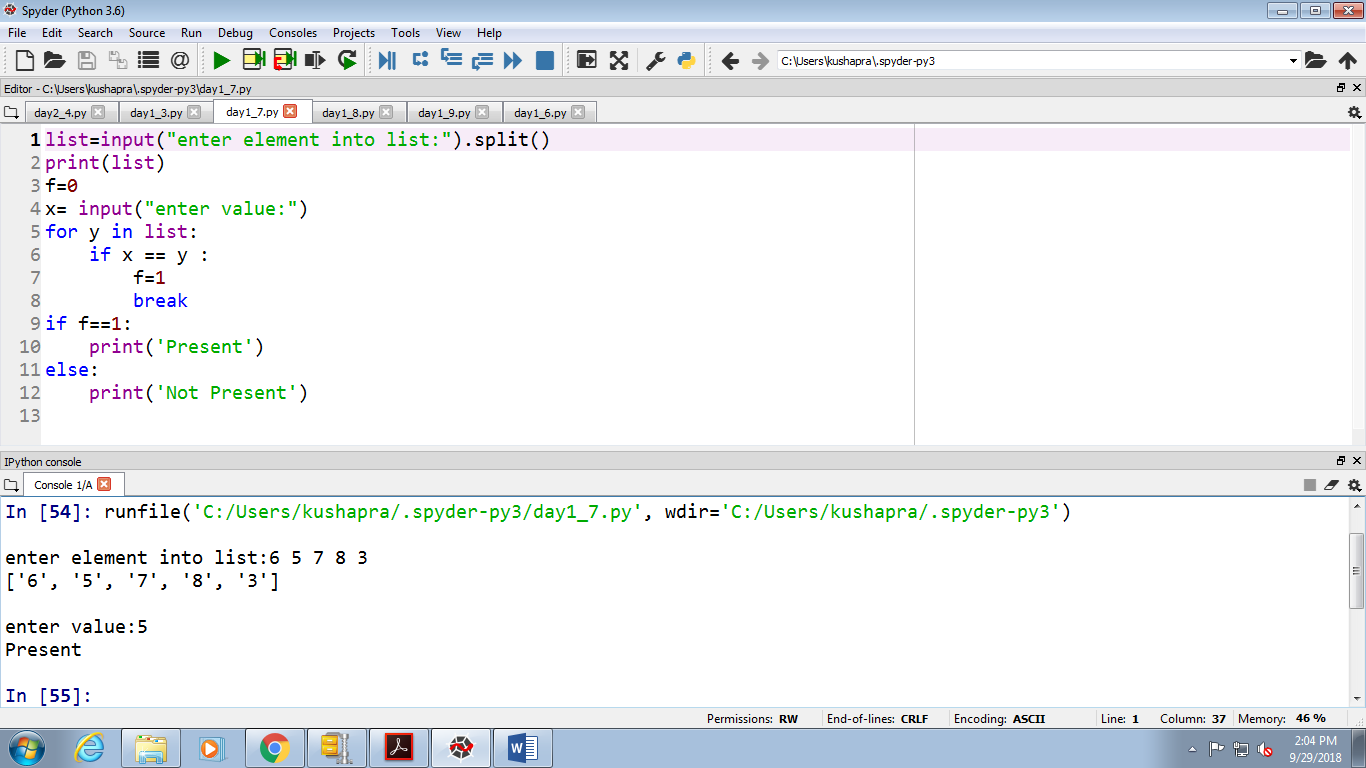 Spyder (Python 3.6)
File Edit Search Source Run Debug Consoles Projects Tools View Help
C:\Users\kushapra\.spyder-py3
Editor - C:\Users\kushapra\.spyder-py3\day1_7.py
day2_4.py day1_3.py day1_7.py day1_8.py day1_9.py day1_6.py
1 list=input("enter element into list:").split()
2 print(list)
3 f=0
4 x= input("enter value:")
5 for y in list:
6     if x == y :
7         f=1
8         break
9 if f==1:
10     print('Present')
11 else:
12     print('Not Present')
13
IPython console
Console 1/A
In [54]: runfile('C:/Users/kushapra/.spyder-py3/day1_7.py', wdir='C:/Users/kushapra/.spyder-py3')
enter element into list:6 5 7 8 3
['6', '5', '7', '8', '3']
enter value:5
Present
In [55]:
Permissions: RW End-of-lines: CRLF Encoding: ASCII Line: 1 Column: 37 Memory: 46 %
2:04 PM
9/29/2018